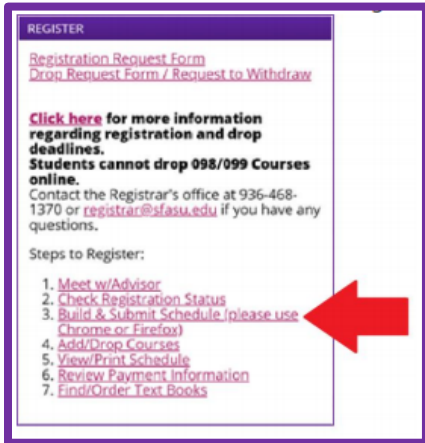 REGISTER
Registration Request Form
Drop Request Form / Request to Withdraw
Click here for more information
regarding registration and drop
deadlines.
Students cannot drop 098/099 Courses
online.
Contact the Registrar's office at 936-468-
1370 or registrar@sfasu.edu if you have any
questions.
Steps to Register:
1. Meet w/Advisor
2. Check Registration Status
3. Build & Submit Schedule (please use
Chrome or Firefox)
4. Add/Drop Courses
5. View/Print Schedule
6. Review Payment Information
7. Find/Order Text Books